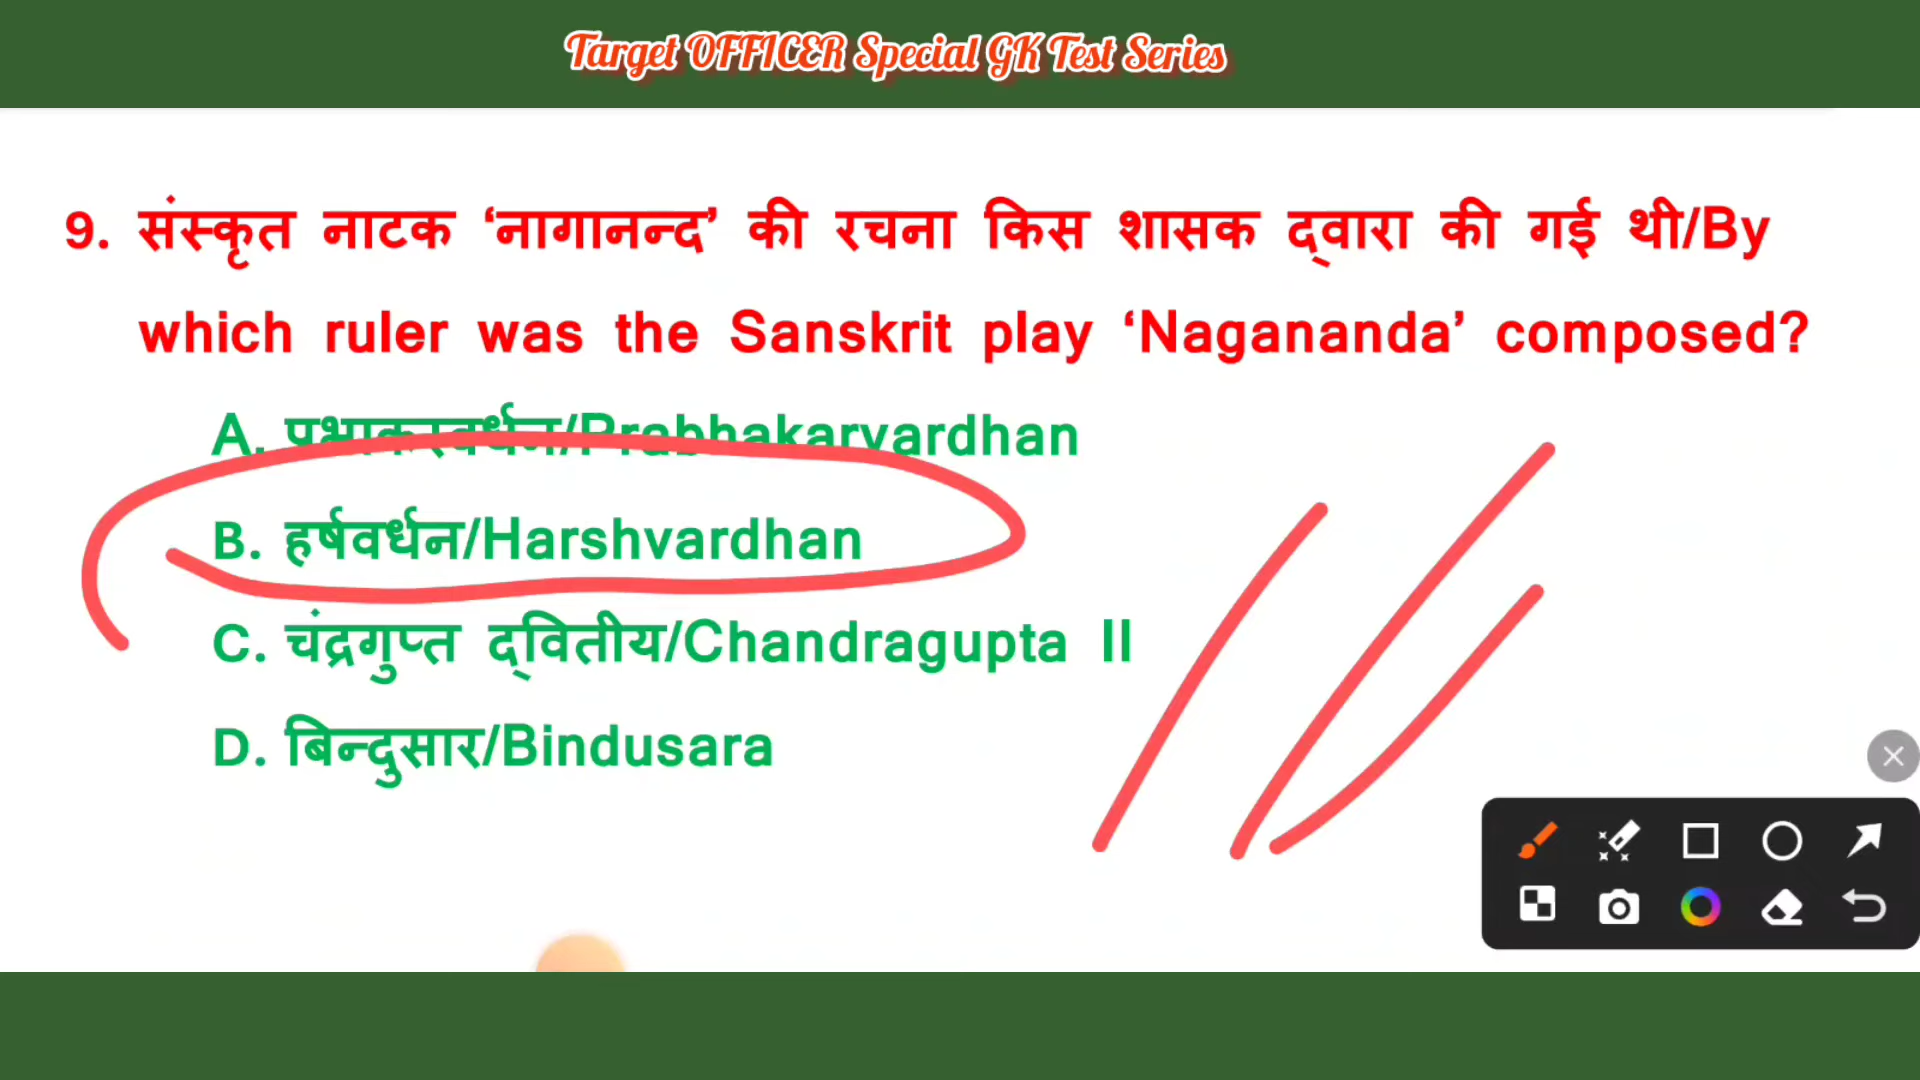 Target OFFICER Special GK Test Series
9. संस्कृत नाटक ‘नागानन्द’ की रचना किस शासक द्वारा की गई थी/By
which ruler was the Sanskrit play ‘Nagananda’ composed?
A. प्रभाकरवर्धन/Prabhakarvardhan
B. हर्षवर्धन/Harshvardhan
C. चंद्रगुप्त द्वितीय/Chandragupta II
D. बिन्दुसार/Bindusara